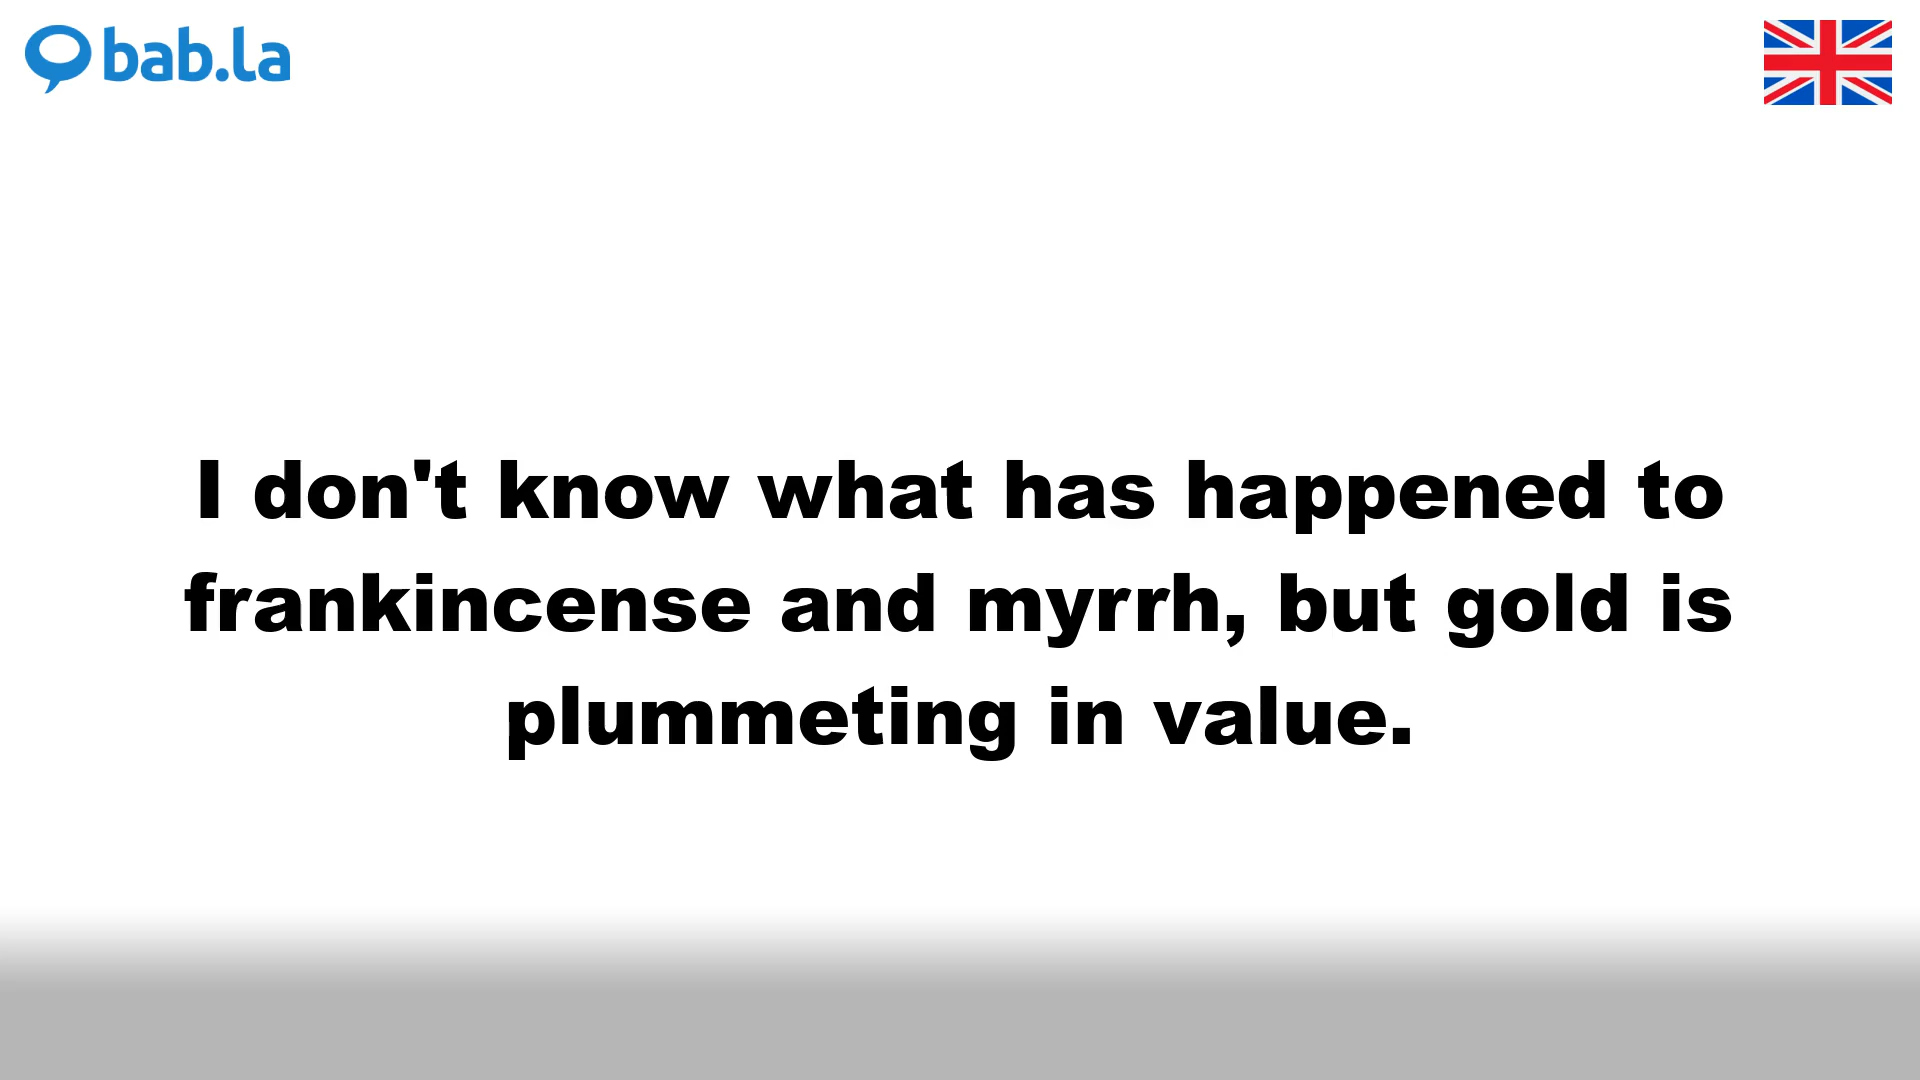 bab.la
I don't know what has happened to
frankincense and myrrh, but gold is
plummeting in value.